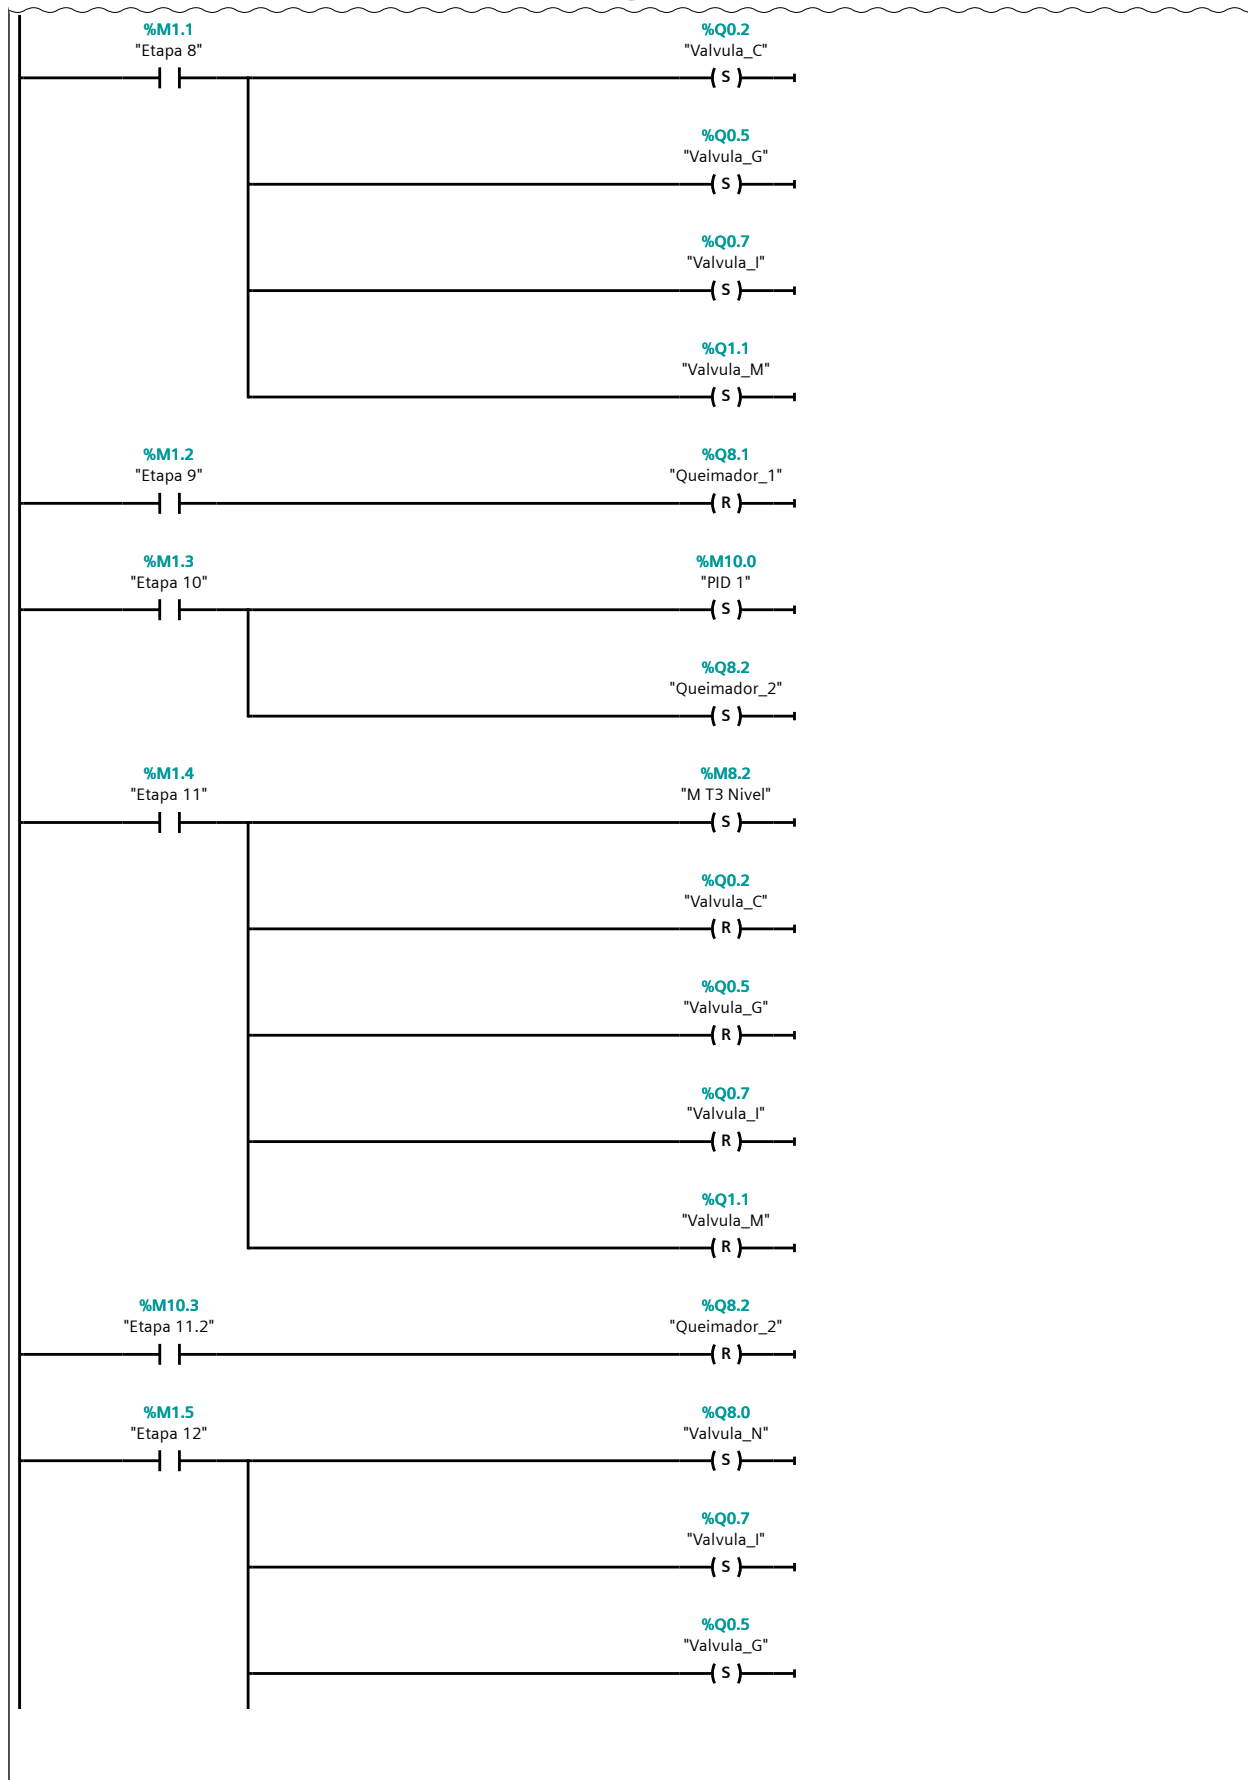 %M1.1
"Etapa 8"
%Q0.2
"Valvula_C"
( S )
%Q0.5
"Valvula_G"
( S )
%Q0.7
"Valvula_I"
( S )
%Q1.1
"Valvula_M"
( S )
%M1.2
"Etapa 9"
%Q8.1
"Queimador_1"
( R )
%M1.3
"Etapa 10"
%M10.0
"PID 1"
( S )
%Q8.2
"Queimador_2"
( S )
%M1.4
"Etapa 11"
%M8.2
"M T3 Nivel"
( S )
%Q0.2
"Valvula_C"
( R )
%Q0.5
"Valvula_G"
( R )
%Q0.7
"Valvula_I"
( R )
%Q1.1
"Valvula_M"
( R )
%M10.3
"Etapa 11.2"
%Q8.2
"Queimador_2"
( R )
%M1.5
"Etapa 12"
%Q8.0
"Valvula_N"
( S )
%Q0.7
"Valvula_I"
( S )
%Q0.5
"Valvula_G"
( S )